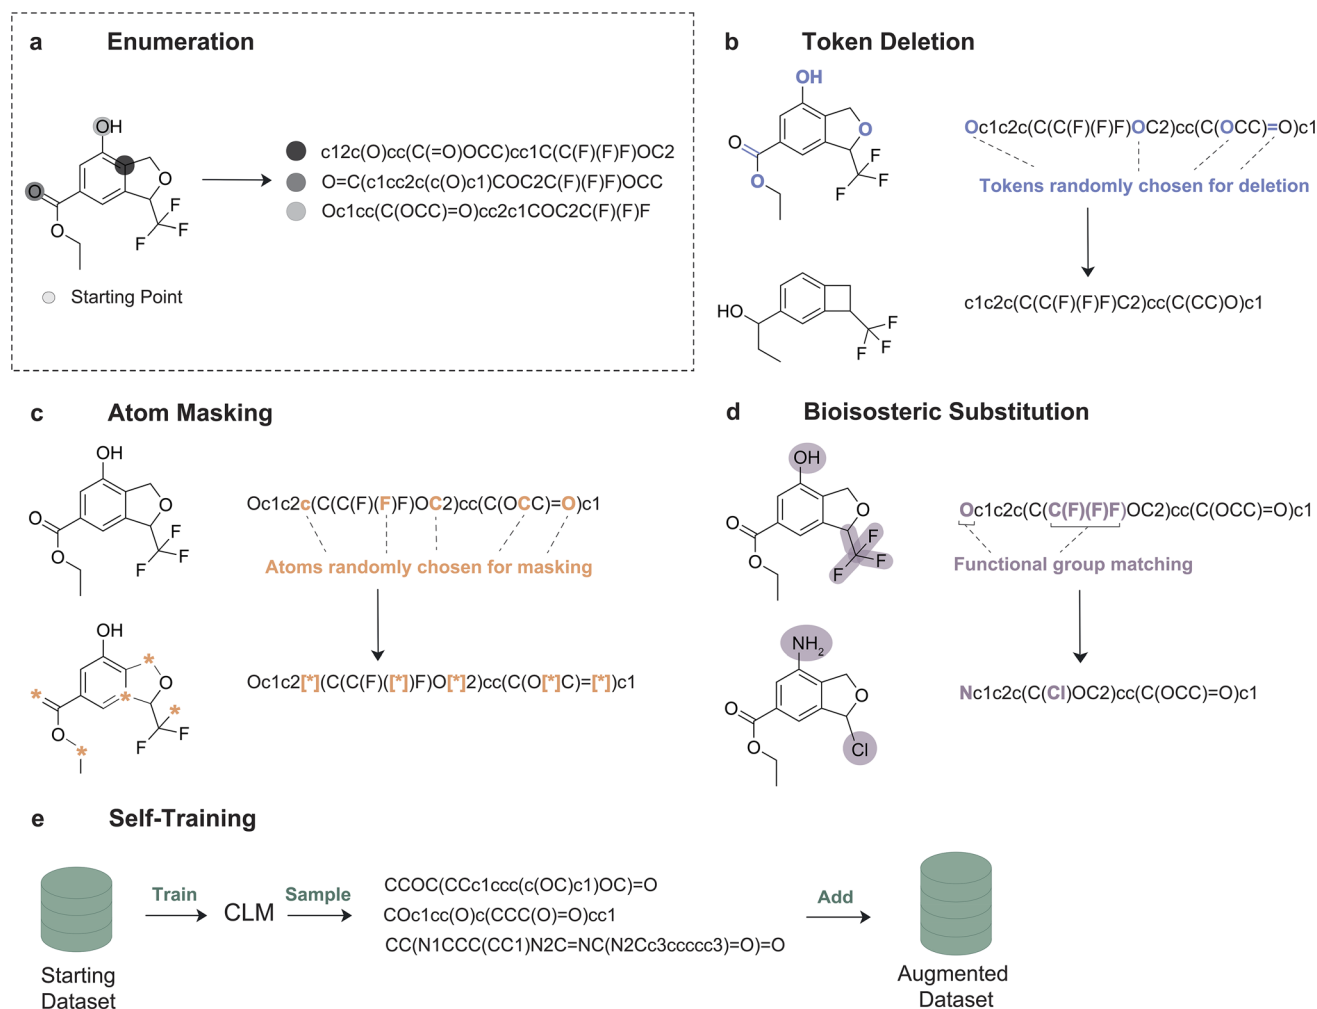 a Enumeration
OH
O
O
O
F
F
F
Starting Point
c12c(O)cc(C(=O)OCC)cc1C(C(F)(F)F)OC2
O=C(c1cc2c(c(O)c1)COC2C(F)(F)F)OCC
Oc1cc(C(OCC)=O)cc2c1COC2C(F)(F)F
b Token Deletion
OH
O
O
O
F
F
F
Oc1c2c(C(C(F)(F)F)OC2)cc(C(OCC)=O)c1
Tokens randomly chosen for deletion
HO
F
F
F
c1c2c(C(C(F)(F)F)C2)cc(C(CC)O)c1
c Atom Masking
OH
O
O
O
F
F
F
Oc1c2c(C(C(F)(F)F)OC2)cc(C(OCC)=O)c1
Atoms randomly chosen for masking
OH
*
*
*
O
O
*
F
F
*
Oc1c2[*](C(C(F)([*])F)O[*]2)cc(C(O[*]C)=[*])c1
d Bioisosteric Substitution
OH
O
O
O
F
F
F
Oc1c2c(C(C(F)(F)F)OC2)cc(C(OCC)=O)c1
Functional group matching
NH2
O
O
O
Cl
Nc1c2c(C(Cl)OC2)cc(C(OCC)=O)c1
e Self-Training
Starting
Dataset
Train
CLM
Sample
CCOC(CCc1ccc(c(OC)c1)OC)=O
COc1cc(O)c(CCC(O)=O)cc1
CC(N1CCC(CC1)N2C=NC(N2Cc3ccccc3)=O)=O
Add
Augmented
Dataset